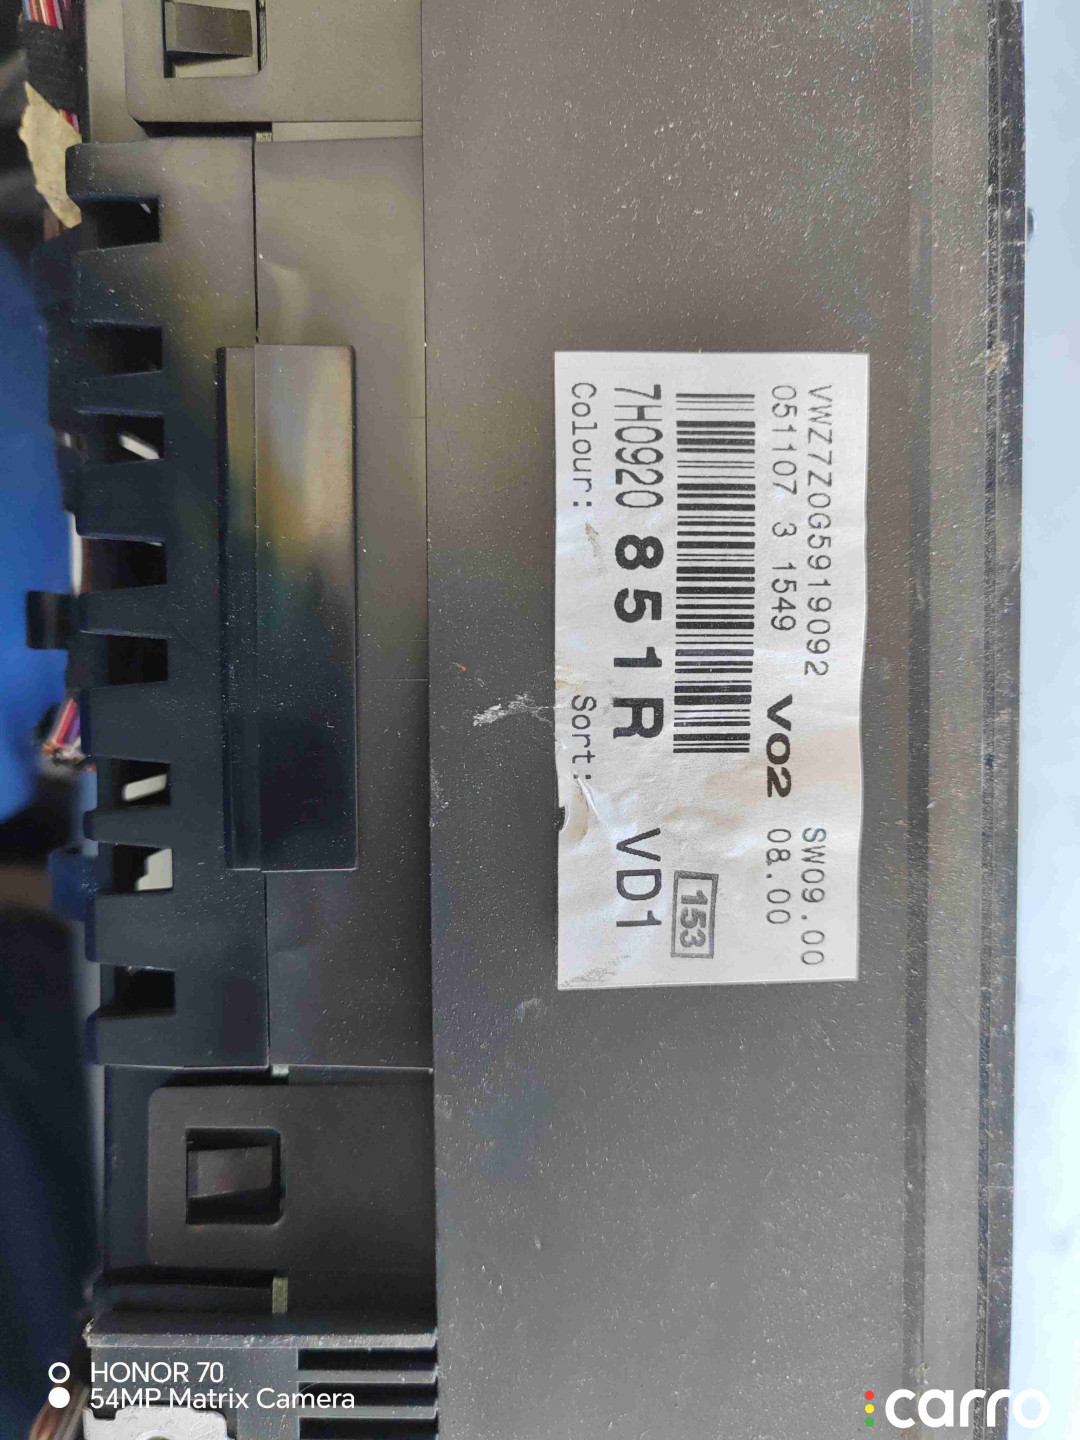 VWZ7Z0G5919092 SW09.00
051107 3 1549 V02 08.00
153
7H0920 851R VD1
Colour: Sort:
HONOR 70
54MP Matrix Camera
carro